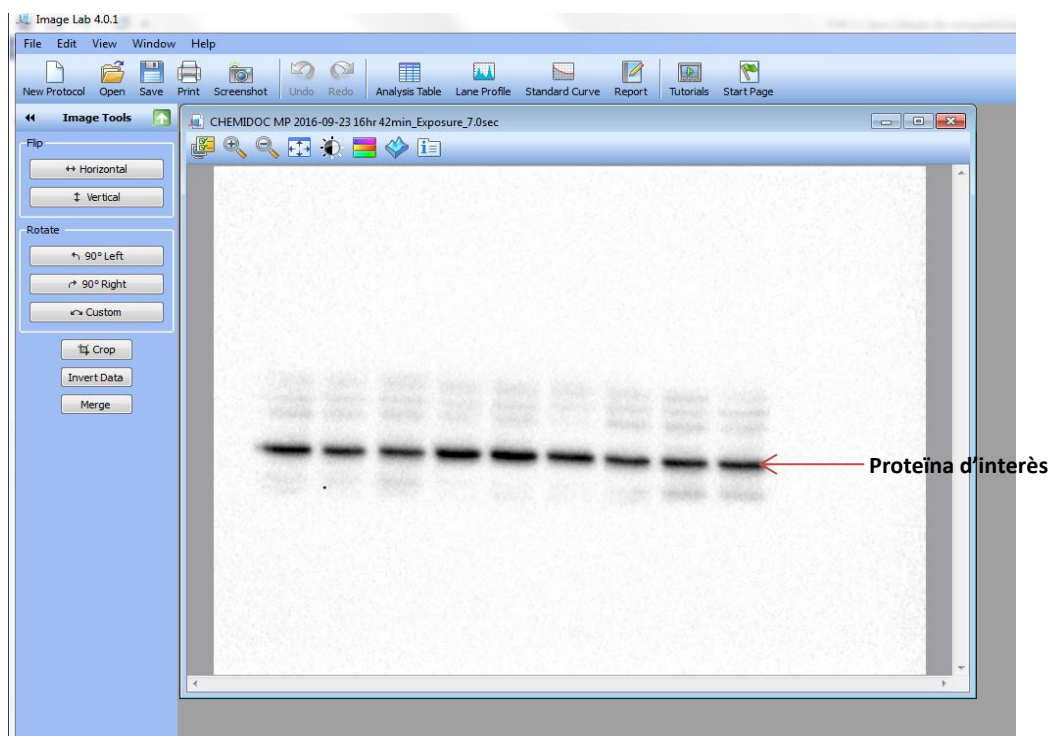 Image Lab 4.0.1
File Edit View Window Help
New Protocol Open Save Print Screenshot Undo Redo Analysis Table Lane Profile Standard Curve Report Tutorials Start Page
Image Tools
CHEMIDOC MP 2016-09-23 16hr 42min_Exposure_7.0sec
Flip
Horizontal
Vertical
Rotate
90° Left
90° Right
Custom
Crop
Invert Data
Merge
Proteïna d’interès